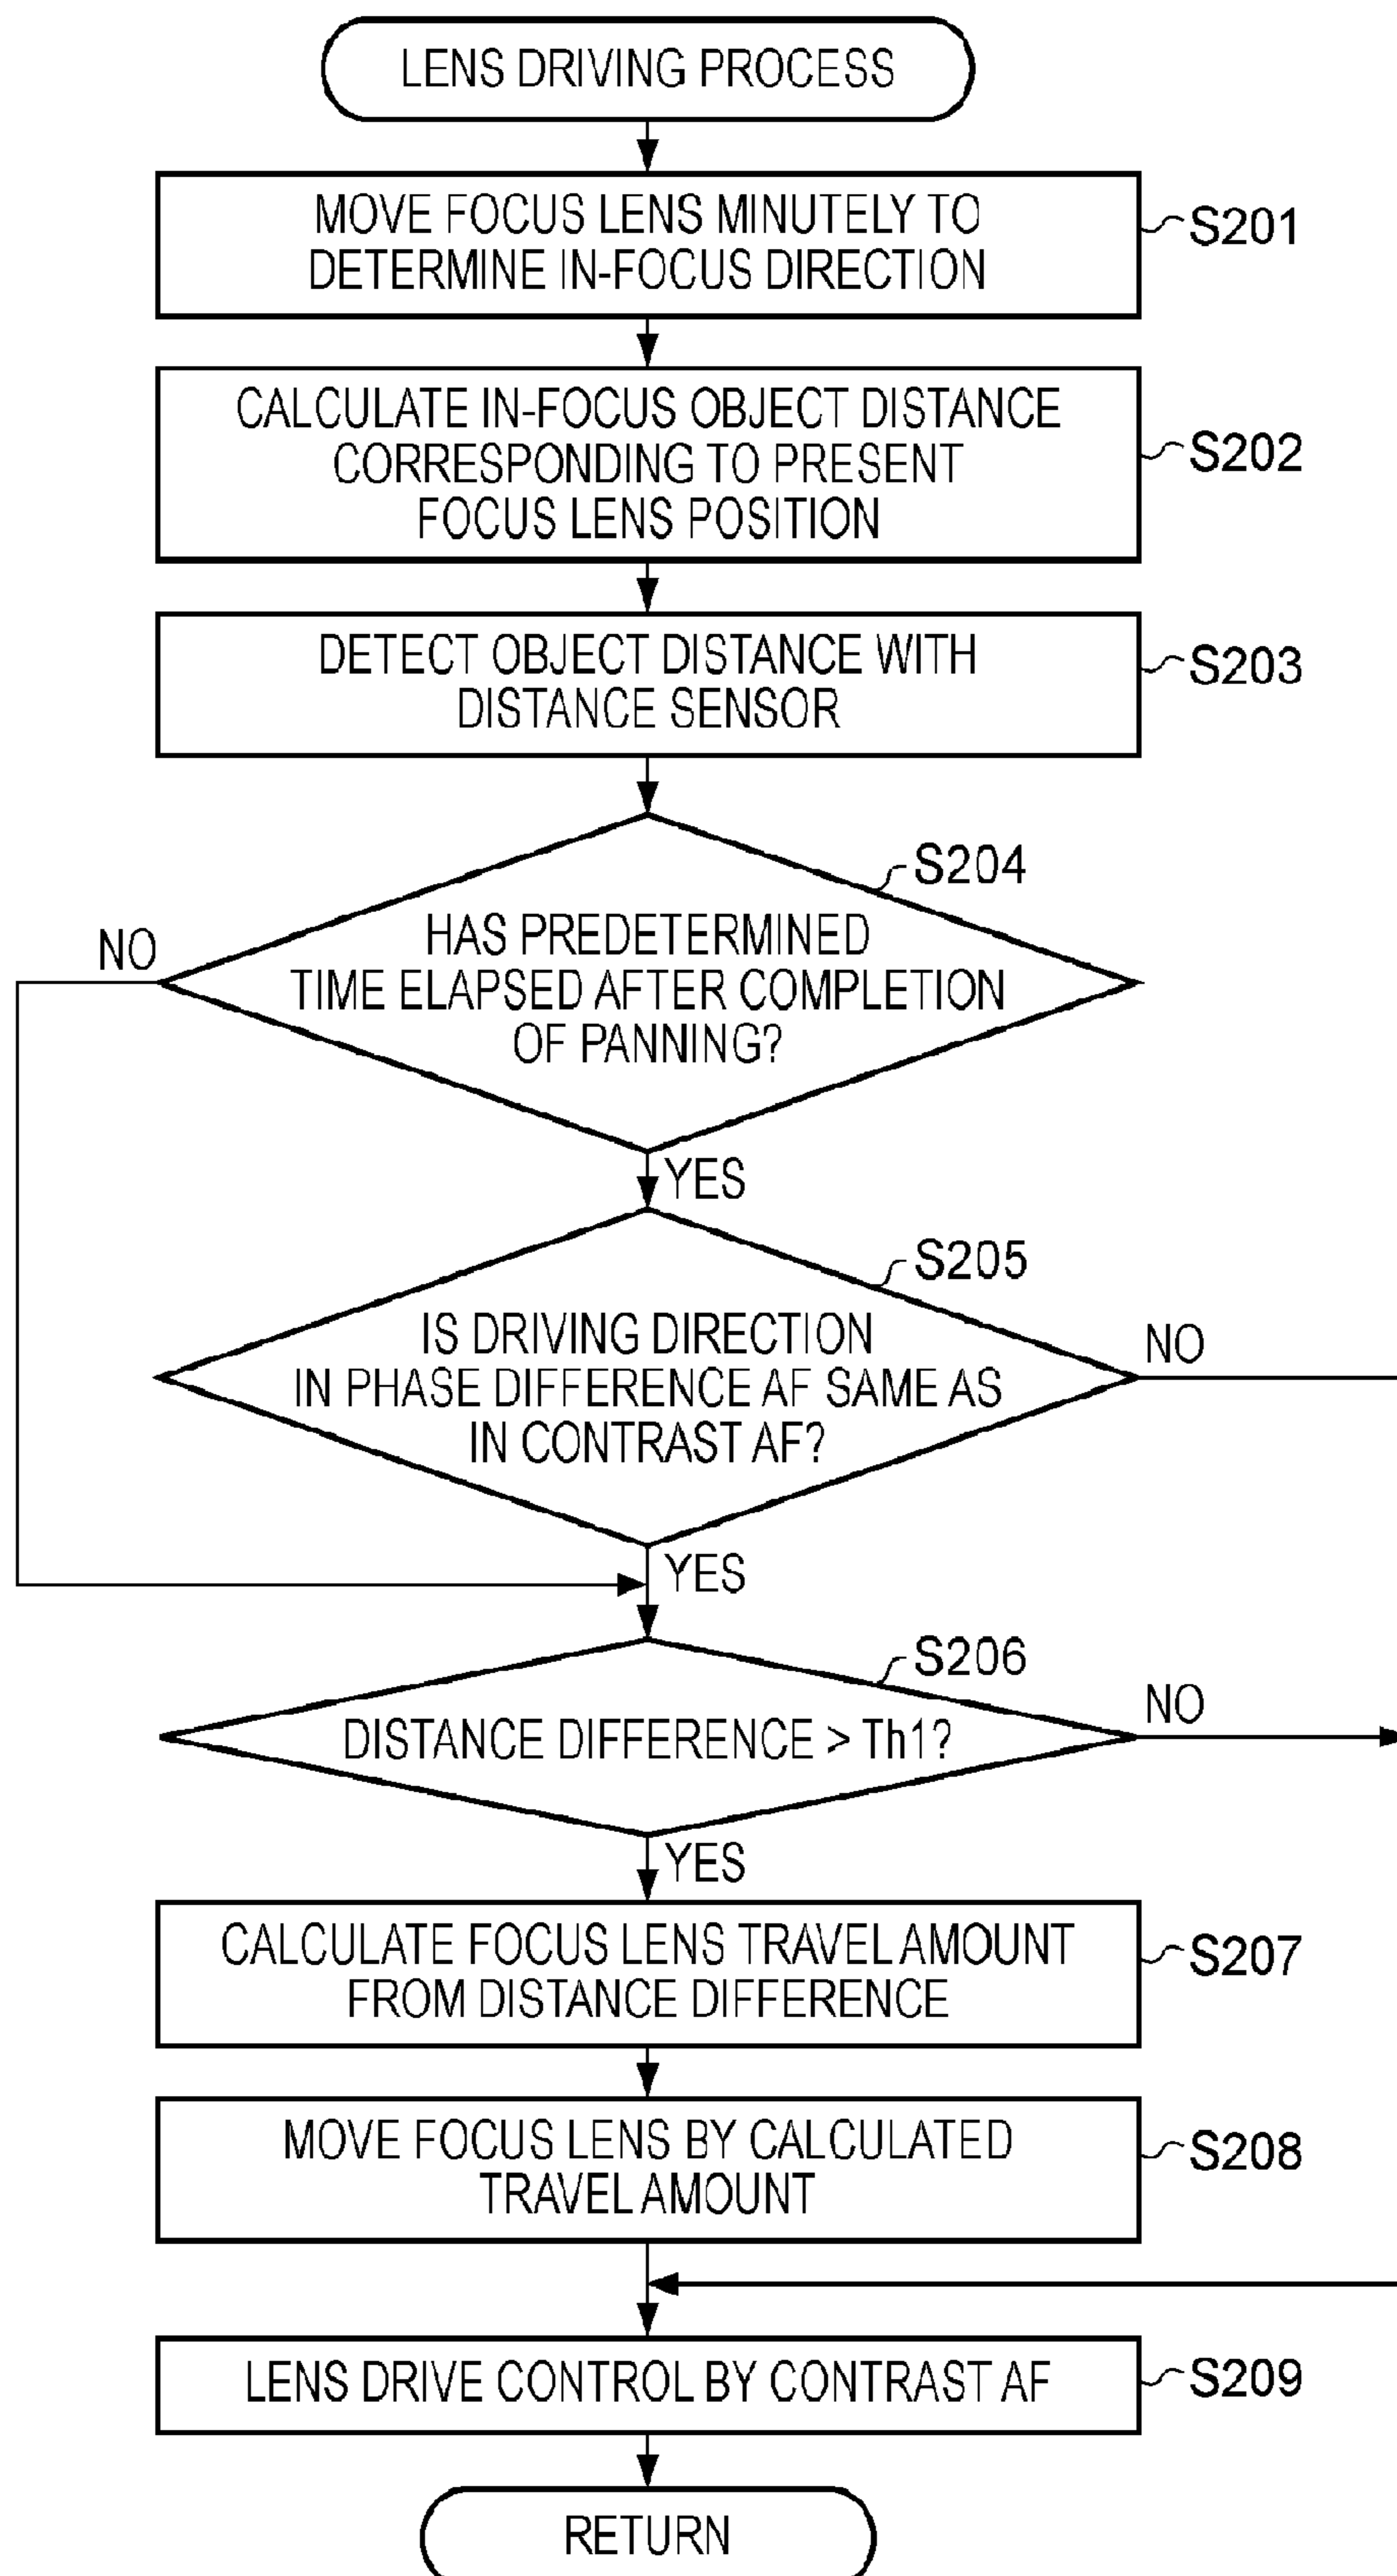 LENS DRIVING PROCESS
MOVE FOCUS LENS MINUTELY TO
DETERMINE IN-FOCUS DIRECTION
S201
CALCULATE IN-FOCUS OBJECT DISTANCE
CORRESPONDING TO PRESENT
FOCUS LENS POSITION
S202
DETECT OBJECT DISTANCE WITH
DISTANCE SENSOR
S203
S204
HAS PREDETERMINED
TIME ELAPSED AFTER COMPLETION
OF PANNING?
NO
YES
S205
IS DRIVING DIRECTION
IN PHASE DIFFERENCE AF SAME AS
IN CONTRAST AF?
NO
YES
S206
DISTANCE DIFFERENCE > Th1?
NO
YES
CALCULATE FOCUS LENS TRAVEL AMOUNT
FROM DISTANCE DIFFERENCE
S207
MOVE FOCUS LENS BY CALCULATED
TRAVEL AMOUNT
S208
LENS DRIVE CONTROL BY CONTRAST AF
S209
RETURN